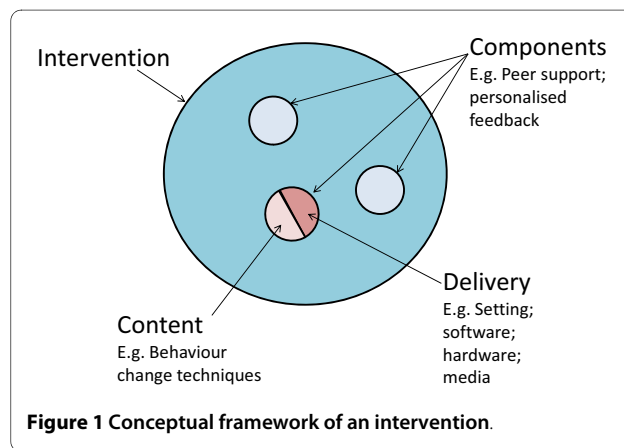 Intervention
Components
E.g. Peer support;
personalised
feedback
Delivery
E.g. Setting;
software;
hardware;
media
Content
E.g. Behaviour
change techniques
Figure 1 Conceptual framework of an intervention.